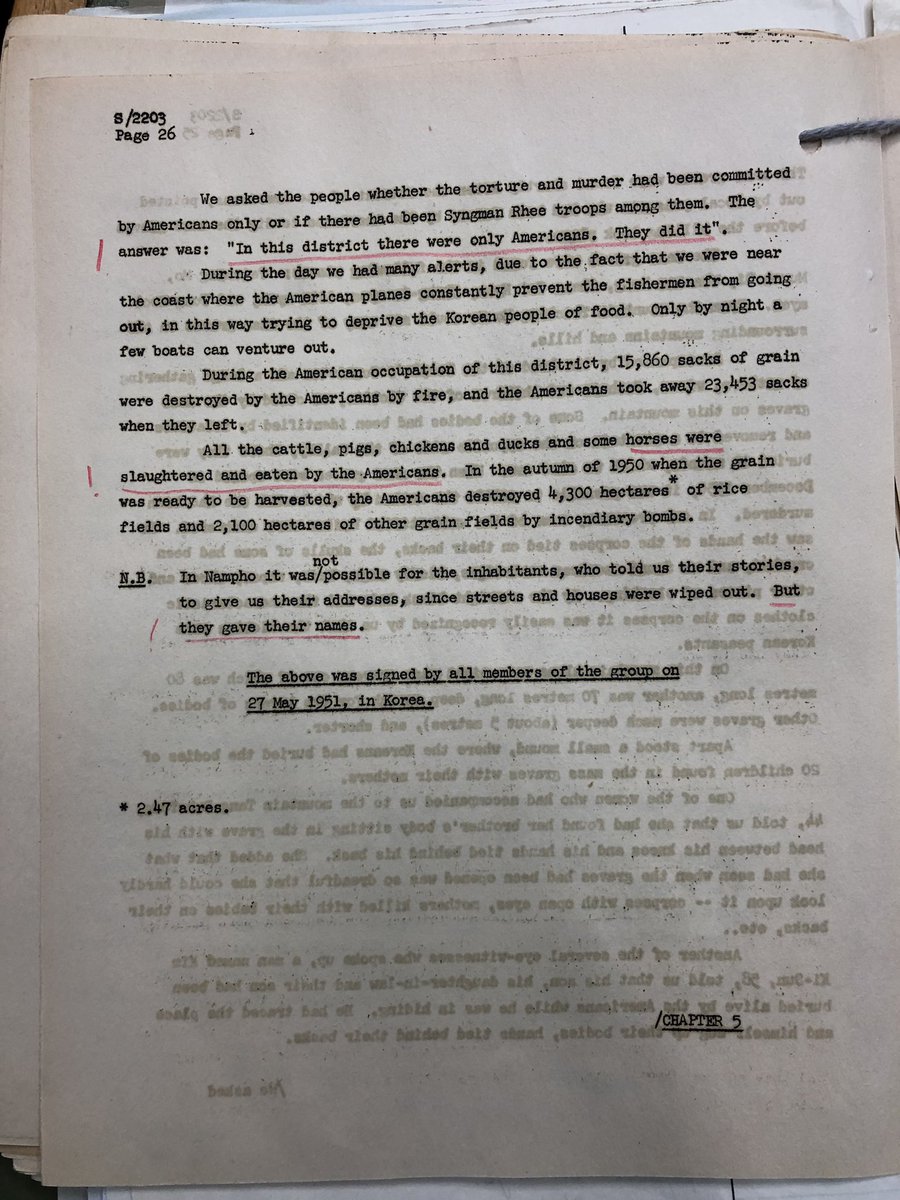 S/2203
Page 26
We asked the people whether the torture and murder had been committed
by Americans only or if there had been Syngman Rhee troops among them. The
answer was: "In this district there were only Americans. They did it".
During the day we had many alerts, due to the fact that we were near
the coast where the American planes constantly prevent the fishermen from going
out, in this way trying to deprive the Korean people of food. Only by night a
few boats can venture out.
During the American occupation of this district, 15,860 sacks of grain
were destroyed by the Americans by fire, and the Americans took away 23,453 sacks
when they left.
All the cattle, pigs, chickens and ducks and some horses were
slaughtered and eaten by the Americans. In the autumn of 1950 when the grain
was ready to be harvested, the Americans destroyed 4,300 hectares* of rice
fields and 2,100 hectares of other grain fields by incendiary bombs.
not
N.B. In Nampho it was/possible for the inhabitants, who told us their stories,
to give us their addresses, since streets and houses were wiped out. But
they gave their names.
The above was signed by all members of the group on
27 May 1951, in Korea.
* 2.47 acres.
/CHAPTER 5